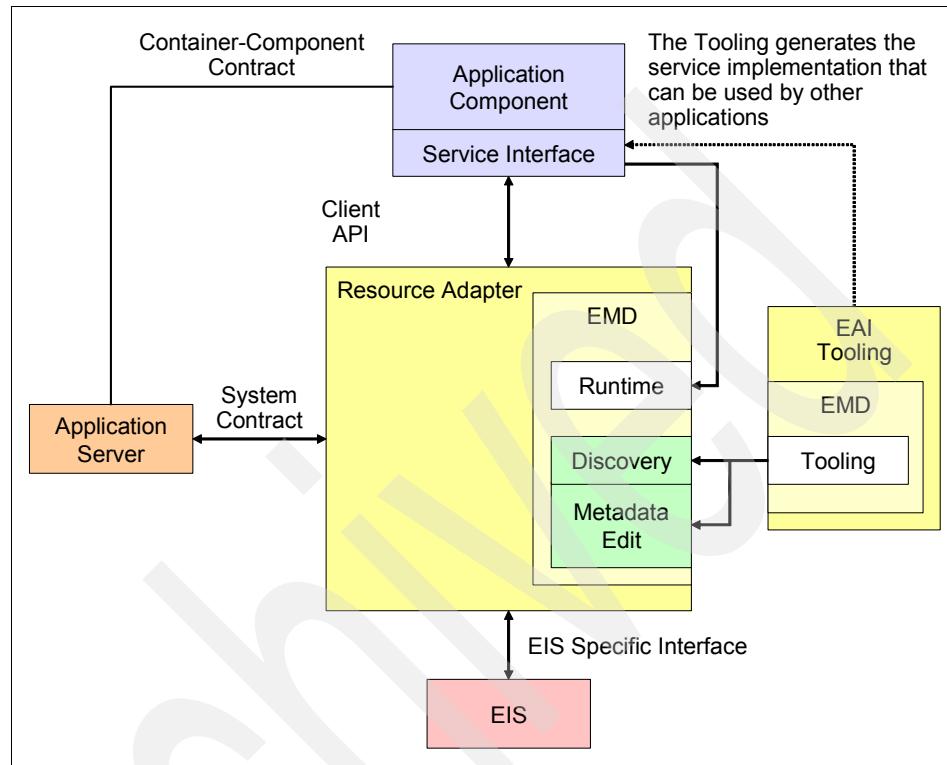 Container-Component
Contract
Application
Component
Service Interface
The Tooling generates the
service implementation that
can be used by other
applications
Client
API
Resource Adapter
EMD
Runtime
Discovery
Metadata
Edit
EAI
Tooling
EMD
Tooling
System
Contract
Application
Server
EIS Specific Interface
EIS
chived